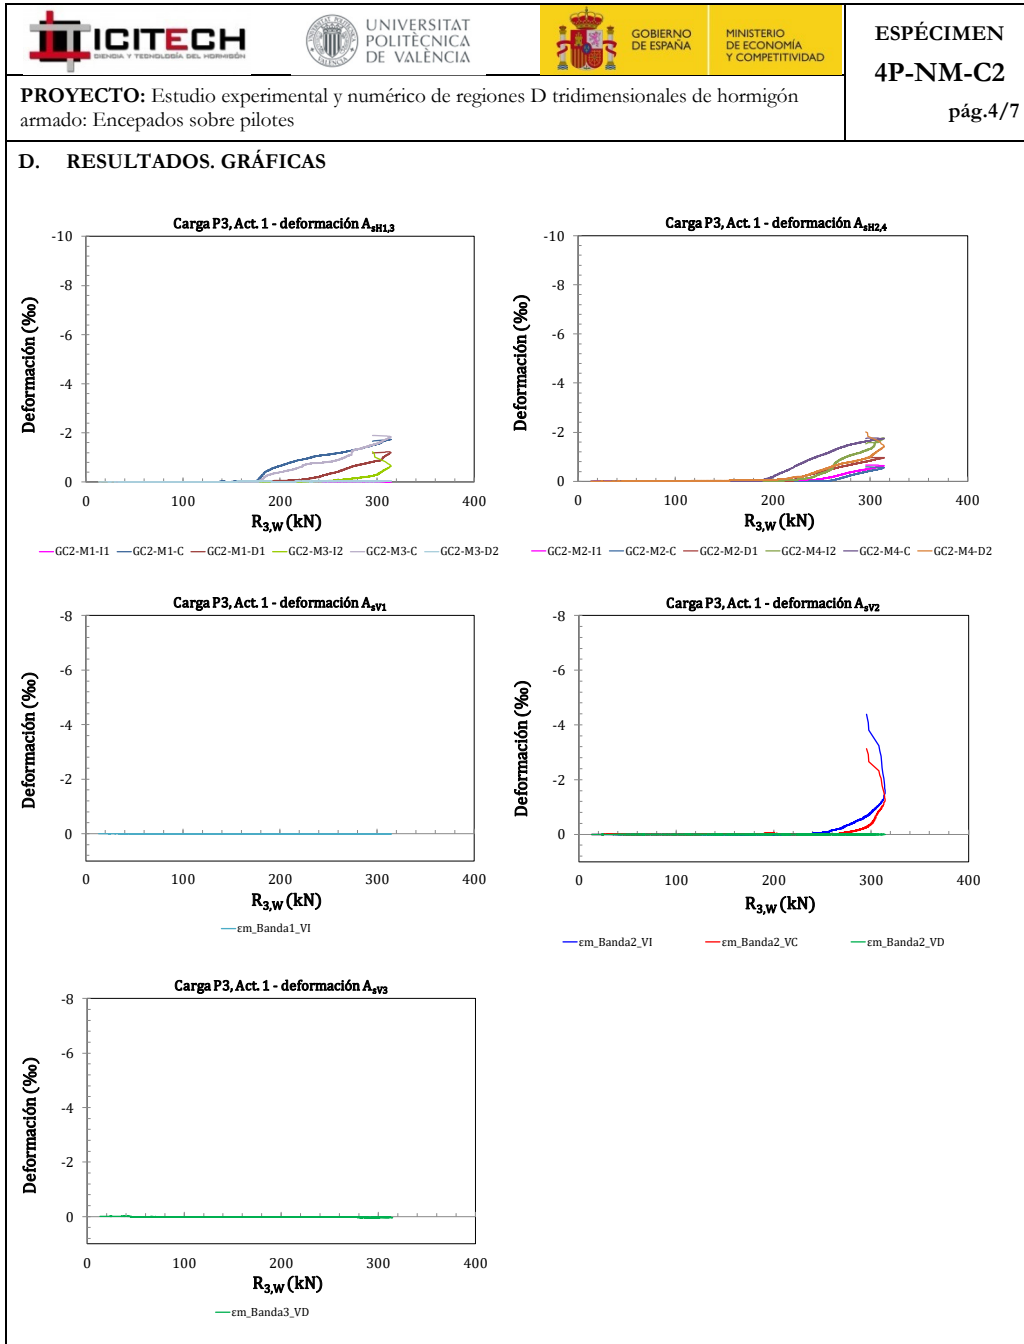 ICITECH
CIENCIA Y TECNOLOGÍA DEL HORMIGÓN
UNIVERSITAT
POLITÈCNICA
DE VALÈNCIA
GOBIERNO
DE ESPAÑA
MINISTERIO
DE ECONOMÍA
Y COMPETITIVIDAD
ESPÉCIMEN
4P-NM-C2
pág.4/7
PROYECTO: Estudio experimental y numérico de regiones D tridimensionales de hormigón
armado: Encepados sobre pilotes
D. RESULTADOS. GRÁFICAS
Carga P3, Act. 1 - deformación AsH1,3
Deformación (‰)
-10
-8
-6
-4
-2
0
0 100 200 300 400
R3,W (kN)
GC2-M1-I1 GC2-M1-C GC2-M1-D1 GC2-M3-I2 GC2-M3-C GC2-M3-D2
Carga P3, Act. 1 - deformación AsH2,4
Deformación (‰)
-10
-8
-6
-4
-2
0
0 100 200 300 400
R3,W (kN)
GC2-M2-I1 GC2-M2-C GC2-M2-D1 GC2-M4-I2 GC2-M4-C GC2-M4-D2
Carga P3, Act. 1 - deformación AsV1
Deformación (‰)
-8
-6
-4
-2
0
0 100 200 300 400
R3,W (kN)
εm_Banda1_VI
Carga P3, Act. 1 - deformación AsV2
Deformación (‰)
-8
-6
-4
-2
0
0 100 200 300 400
R3,W (kN)
εm_Banda2_VI εm_Banda2_VC εm_Banda2_VD
Carga P3, Act. 1 - deformación AsV3
Deformación (‰)
-8
-6
-4
-2
0
0 100 200 300 400
R3,W (kN)
εm_Banda3_VD